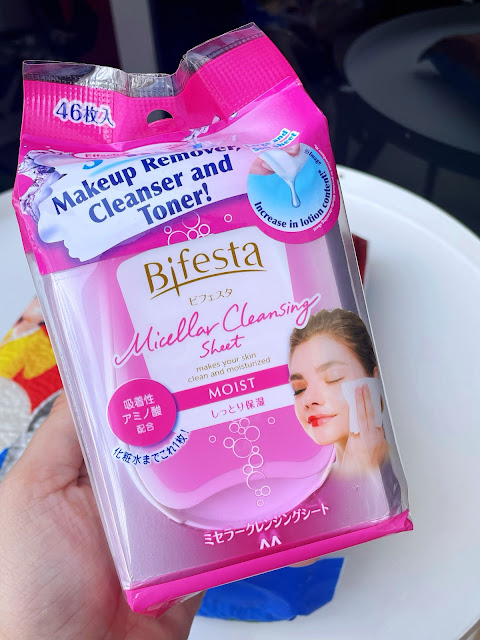 46枚入
Makeup Remover,
Cleanser and
Toner!
Increase in lotion
Bifesta
ビフェスタ
Micellar Cleansing
Sheet
makes your skin
clean and moisturized
MOIST
しっとり保湿
吸着性
アミノ酸
配合
化粧水までこれ1枚!
ミセラークレンジングシート